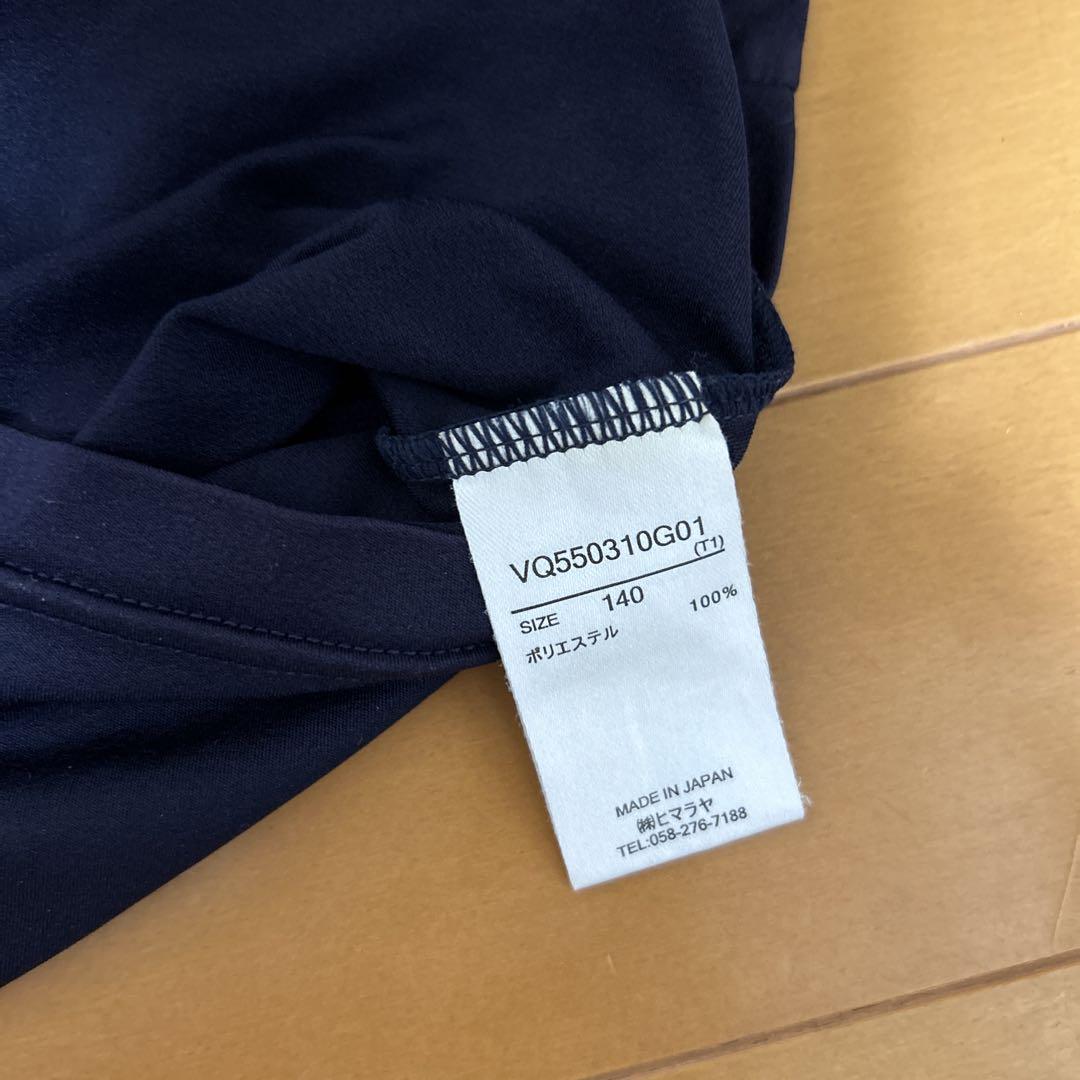 VQ550310G01
(T1)
SIZE 140
ポリエステル 100%
MADE IN JAPAN
㈱ヒマラヤ
TEL:058-276-7188